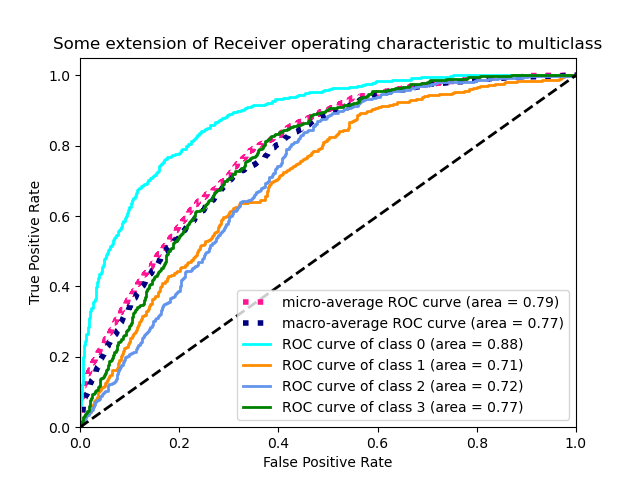 Some extension of Receiver operating characteristic to multiclass
1.0
0.8
0.6
0.4
0.2
0.0
True Positive Rate
micro-average ROC curve (area = 0.79)
macro-average ROC curve (area = 0.77)
ROC curve of class 0 (area = 0.88)
ROC curve of class 1 (area = 0.71)
ROC curve of class 2 (area = 0.72)
ROC curve of class 3 (area = 0.77)
0.0 0.2 0.4 0.6 0.8 1.0
False Positive Rate